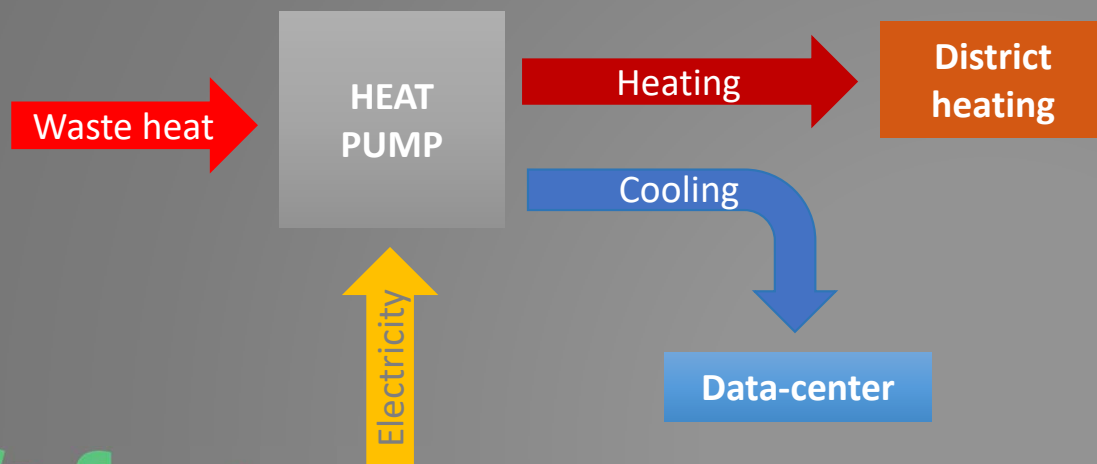 Waste heat
HEAT
PUMP
Heating
District
heating
Cooling
Electricity
Data-center